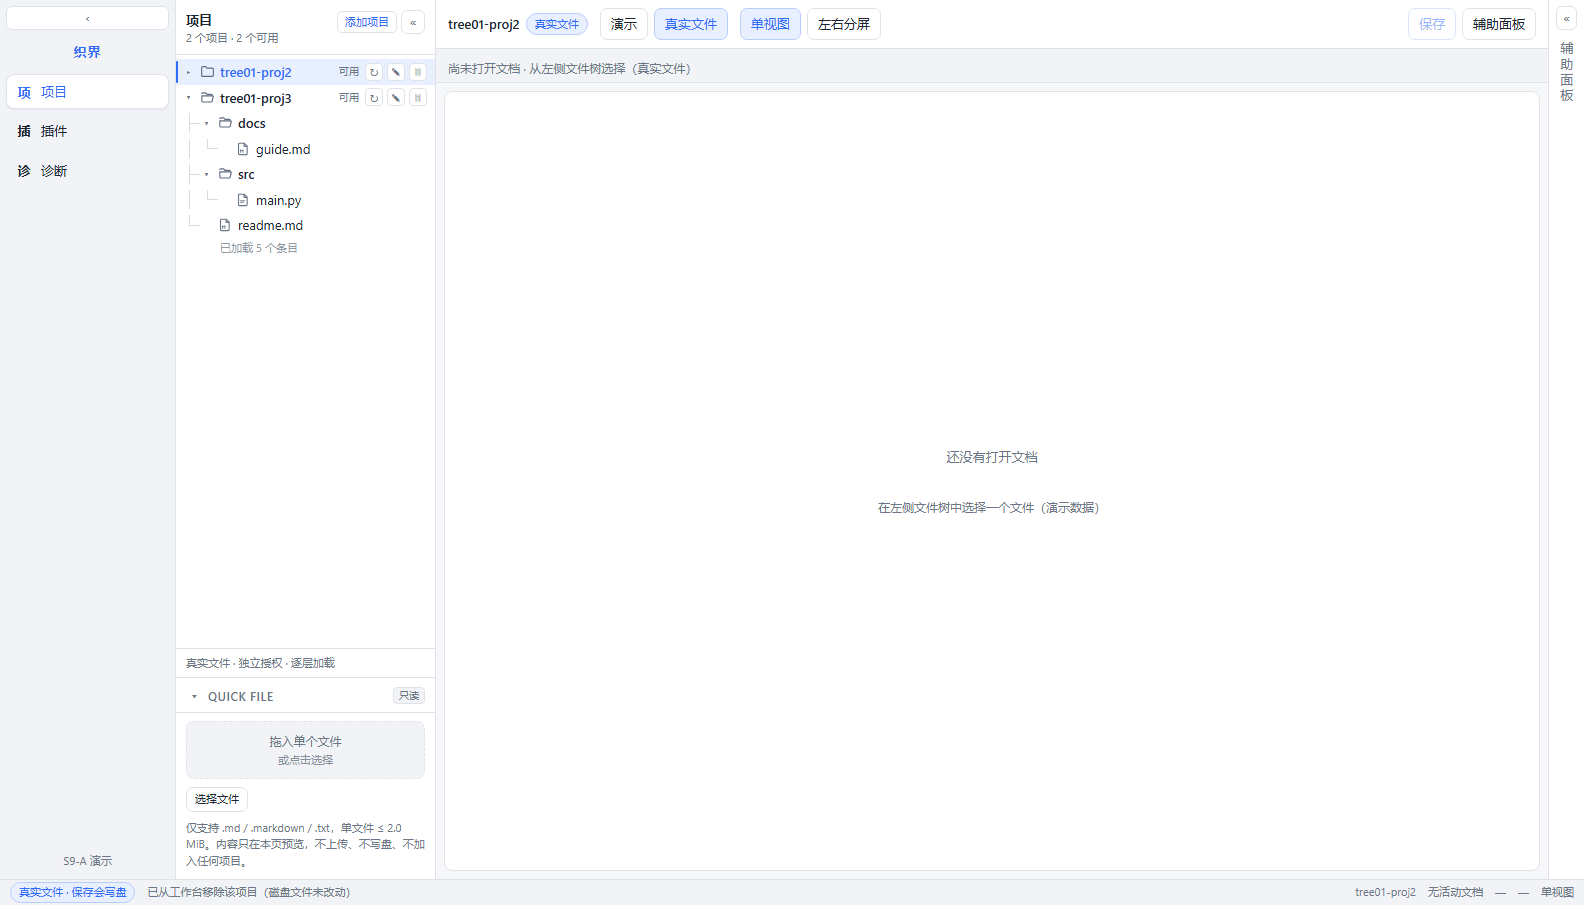 ‹
织界
项 项目
插 插件
诊 诊断
S9-A 演示
项目
2 个项目 · 2 个可用
添加项目
«
tree01-proj2 可用
tree01-proj3 可用
docs
guide.md
src
main.py
readme.md
已加载 5 个条目
真实文件 · 独立授权 · 逐层加载
QUICK FILE 只读
拖入单个文件
或点击选择
选择文件
仅支持 .md / .markdown / .txt，单文件 ≤ 2.0
MiB。内容只在本页预览，不上传、不写盘、不加
入任何项目。
tree01-proj2 真实文件 演示 真实文件 单视图 左右分屏 保存 辅助面板
尚未打开文档 · 从左侧文件树选择（真实文件）
还没有打开文档
在左侧文件树中选择一个文件（演示数据）
«
辅助面板
真实文件 · 保存会写盘 已从工作台移除该项目（磁盘文件未改动） tree01-proj2 无活动文档 — — 单视图